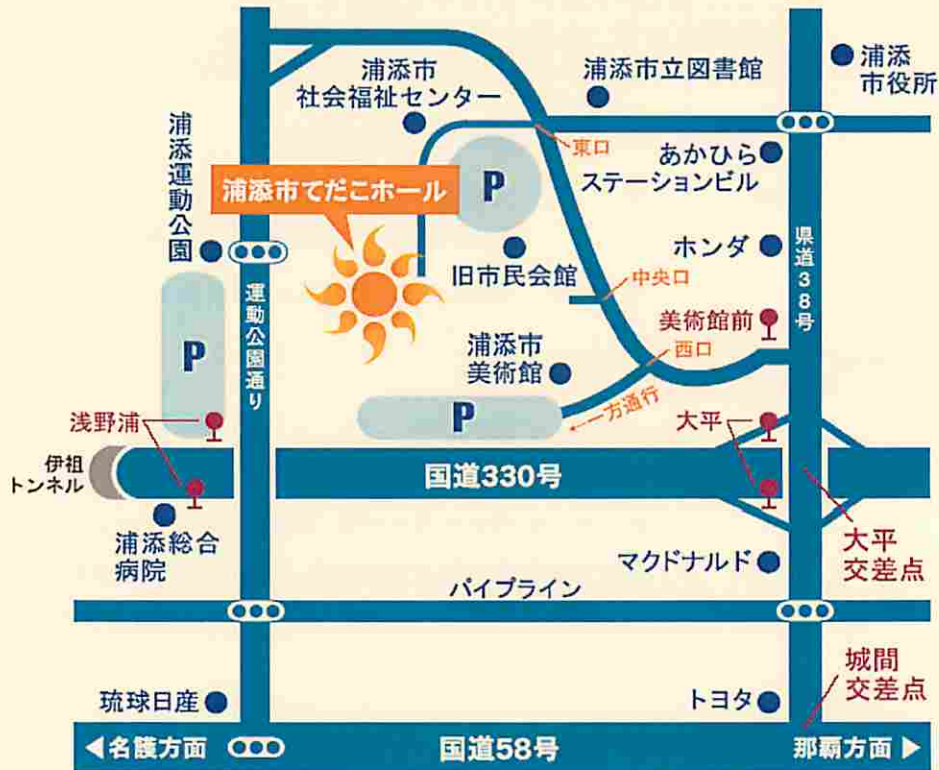 浦添市
社会福祉センター
浦添市立図書館
浦添
市役所
浦添運動公園
浦添市てだこホール
P
東口
あかひら
ステーションビル
旧市民会館
ホンダ
県道38号
中央口
運動公園通り
P
美術館前
浦添市
美術館
西口
P
一方通行
浅野浦
大平
伊祖
トンネル
国道330号
浦添総合
病院
大平
交差点
マクドナルド
パイプライン
城間
交差点
琉球日産
トヨタ
◀名護方面
国道58号
那覇方面▶